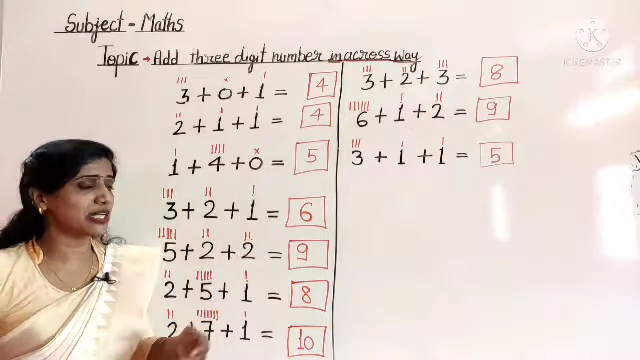 Subject - Maths
Topic → Add three digit number in across way
3 + 0 + 1 = 4
2 + 1 + 1 = 4
1 + 4 + 0 = 5
3 + 2 + 1 = 6
5 + 2 + 2 = 9
2 + 5 + 1 = 8
2 + 7 + 1 = 10
3 + 2 + 3 = 8
6 + 1 + 2 = 9
3 + 1 + 1 = 5
KINEMASTER